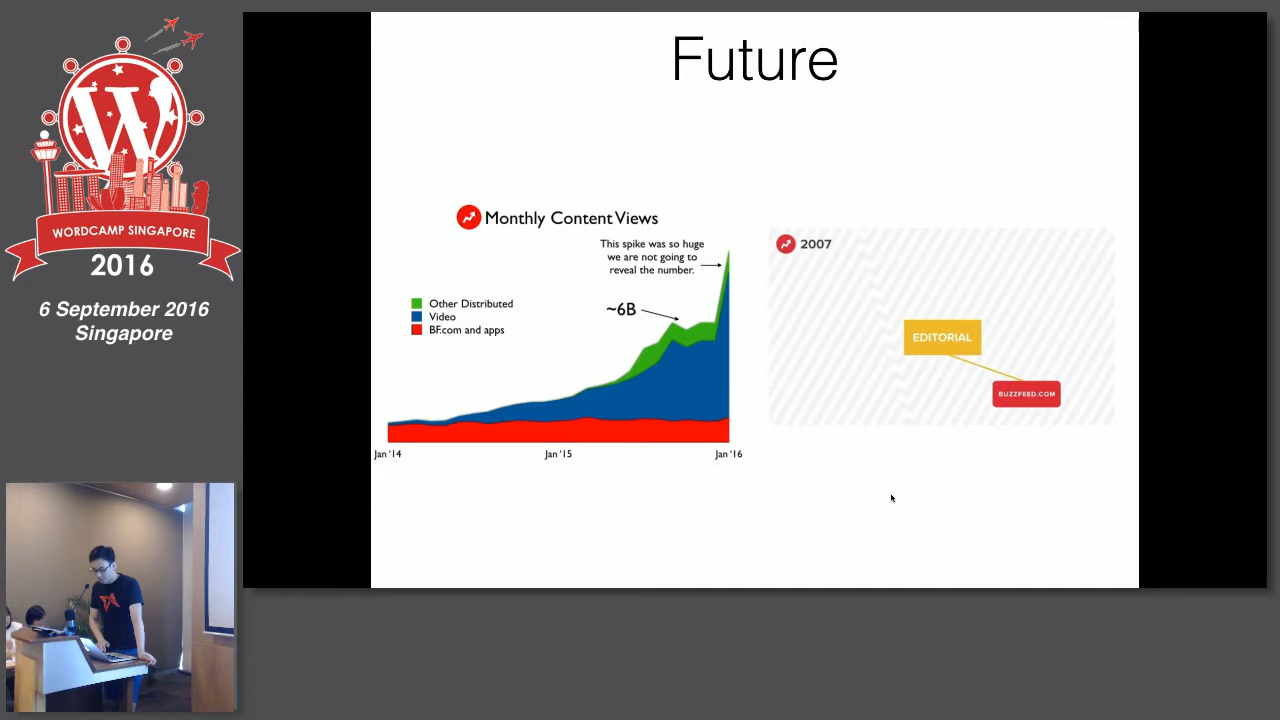 WORDCAMP SINGAPORE
2016
6 September 2016
Singapore
Future
Monthly Content Views
This spike was so huge
we are not going to
reveal the number.
~6B
Other Distributed
Video
BF.com and apps
Jan '14
Jan '15
Jan '16
2007
EDITORIAL
BUZZFEED.COM